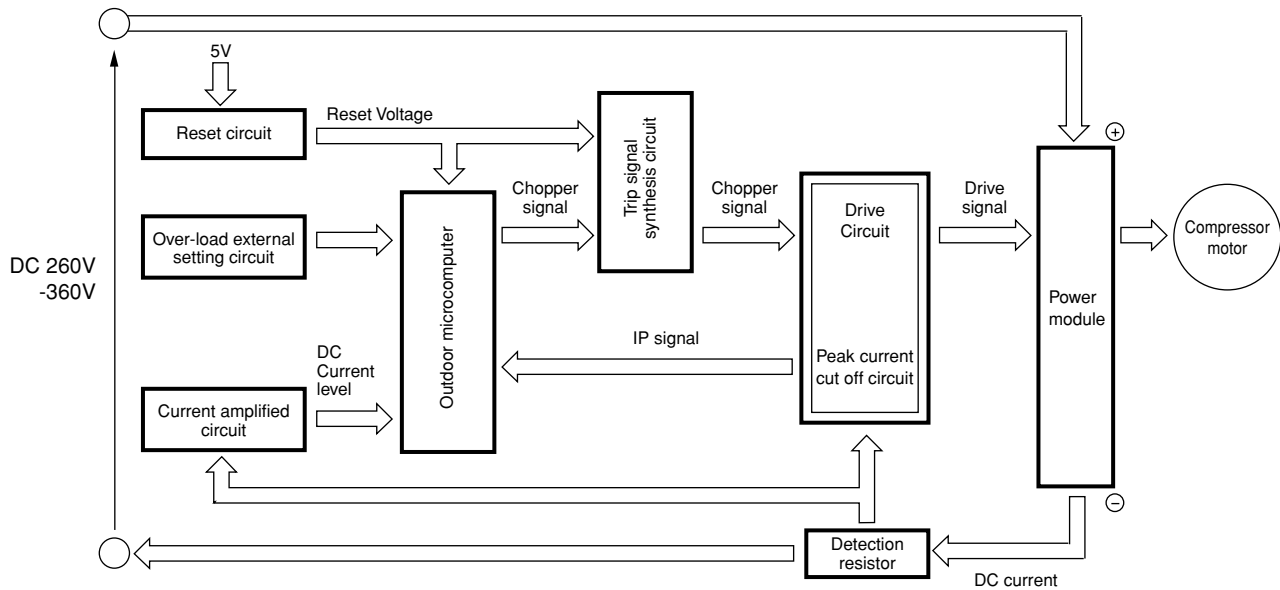 5V
Reset circuit
Reset Voltage
Trip signal
synthesis circuit
Over-load external
setting circuit
DC 260V
-360V
Outdoor microcomputer
Chopper
signal
Chopper
signal
Drive
Circuit
Drive
signal
+
Power
module
Compressor
motor
IP signal
Peak current
cut off circuit
DC
Current
level
Current amplified
circuit
−
Detection
resistor
DC current